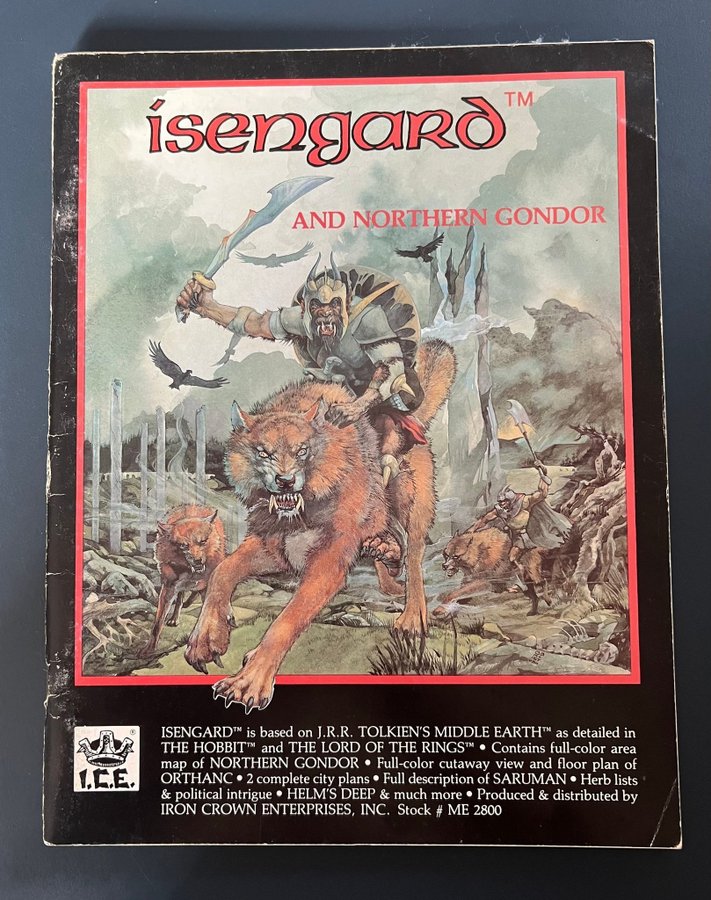 isengard™
AND NORTHERN GONDOR
I.C.E.®
ISENGARD™ is based on J.R.R. TOLKIEN'S MIDDLE EARTH™ as detailed in
THE HOBBIT™ and THE LORD OF THE RINGS™ • Contains full-color area
map of NORTHERN GONDOR • Full-color cutaway view and floor plan of
ORTHANC • 2 complete city plans • Full description of SARUMAN • Herb lists
& political intrigue • HELM'S DEEP & much more • Produced & distributed by
IRON CROWN ENTERPRISES, INC. Stock # ME 2800